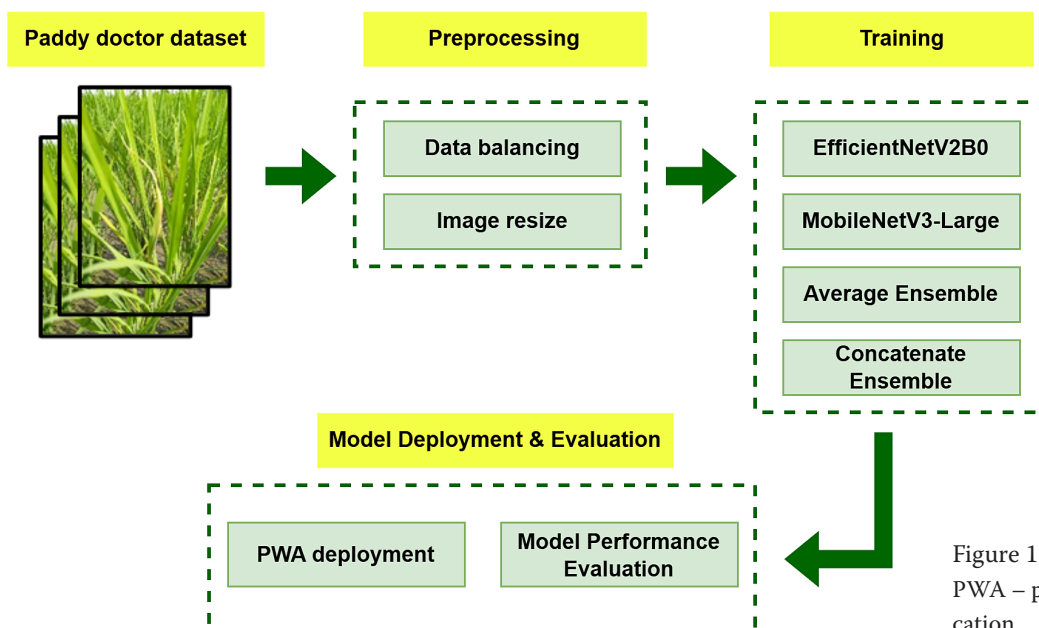 Paddy doctor dataset
Preprocessing
Training
Data balancing
Image resize
EfficientNetV2B0
MobileNetV3-Large
Average Ensemble
Concatenate
Ensemble
Model Deployment & Evaluation
PWA deployment
Model Performance
Evaluation
Figure 1
PWA – p
cation